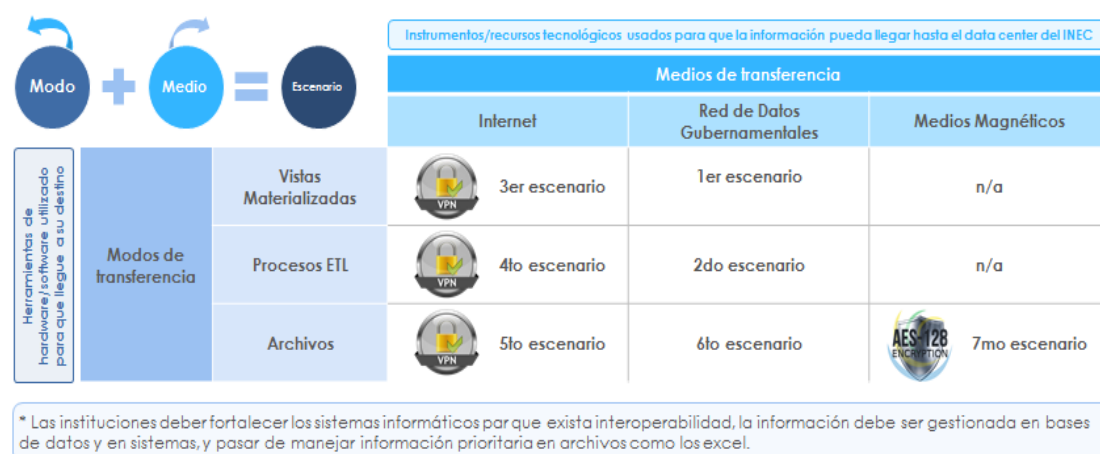 Instrumentos/recursos tecnológicos usados para que la información pueda llegar hasta el data center del INEC
Modo
Medio
Escenario
Medios de transferencia
Internet
Red de Datos
Gubernamentales
Medios Magnéticos
Herramientas de
hardware/software utilizado
para que llegue a su destino
Modos de
transferencia
Vistas
Materializadas
VPN
3er escenario
1er escenario
n/a
Procesos ETL
VPN
4to escenario
2do escenario
n/a
Archivos
VPN
5to escenario
6to escenario
AES-128
ENCRYPTION
7mo escenario
* Las instituciones deber fortalecer los sistemas informáticos par que exista interoperabilidad, la información debe ser gestionada en bases
de datos y en sistemas, y pasar de manejar información prioritaria en archivos como los excel.